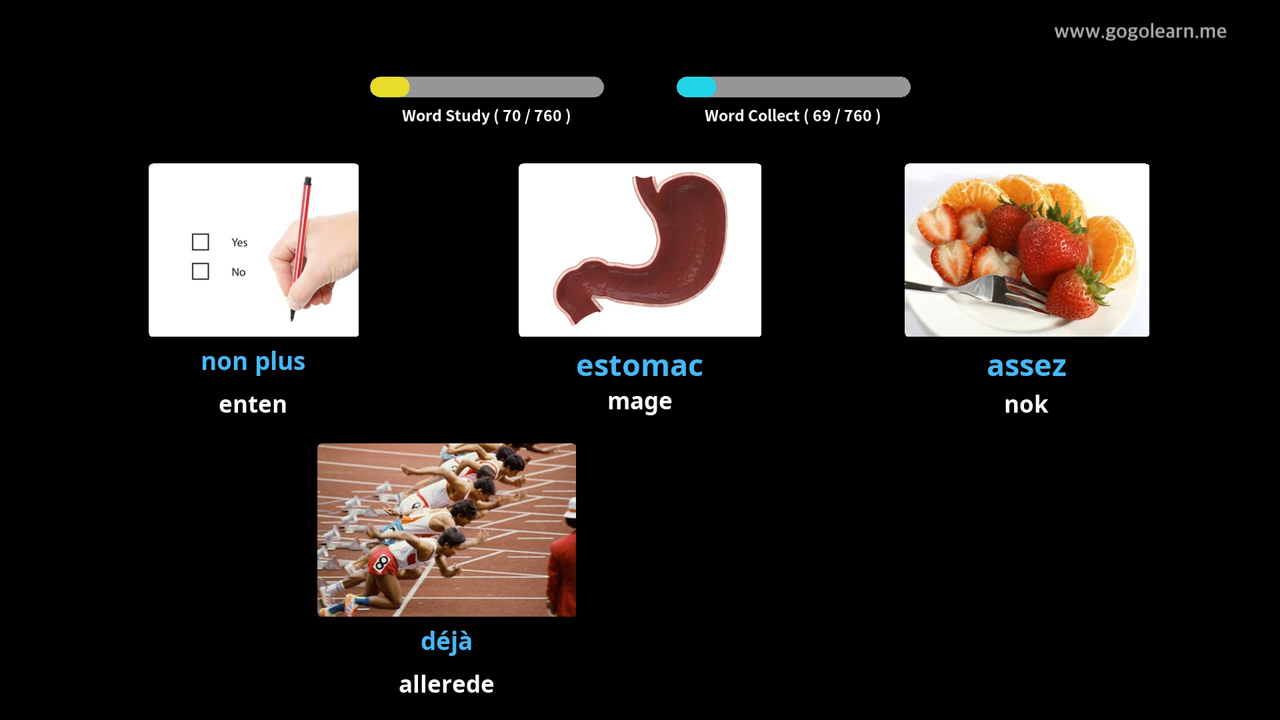 www.gogolearn.me
Word Study ( 70 / 760 )
Word Collect ( 69 / 760 )
Yes
No
non plus
enten
estomac
mage
assez
nok
8
déjà
allerede